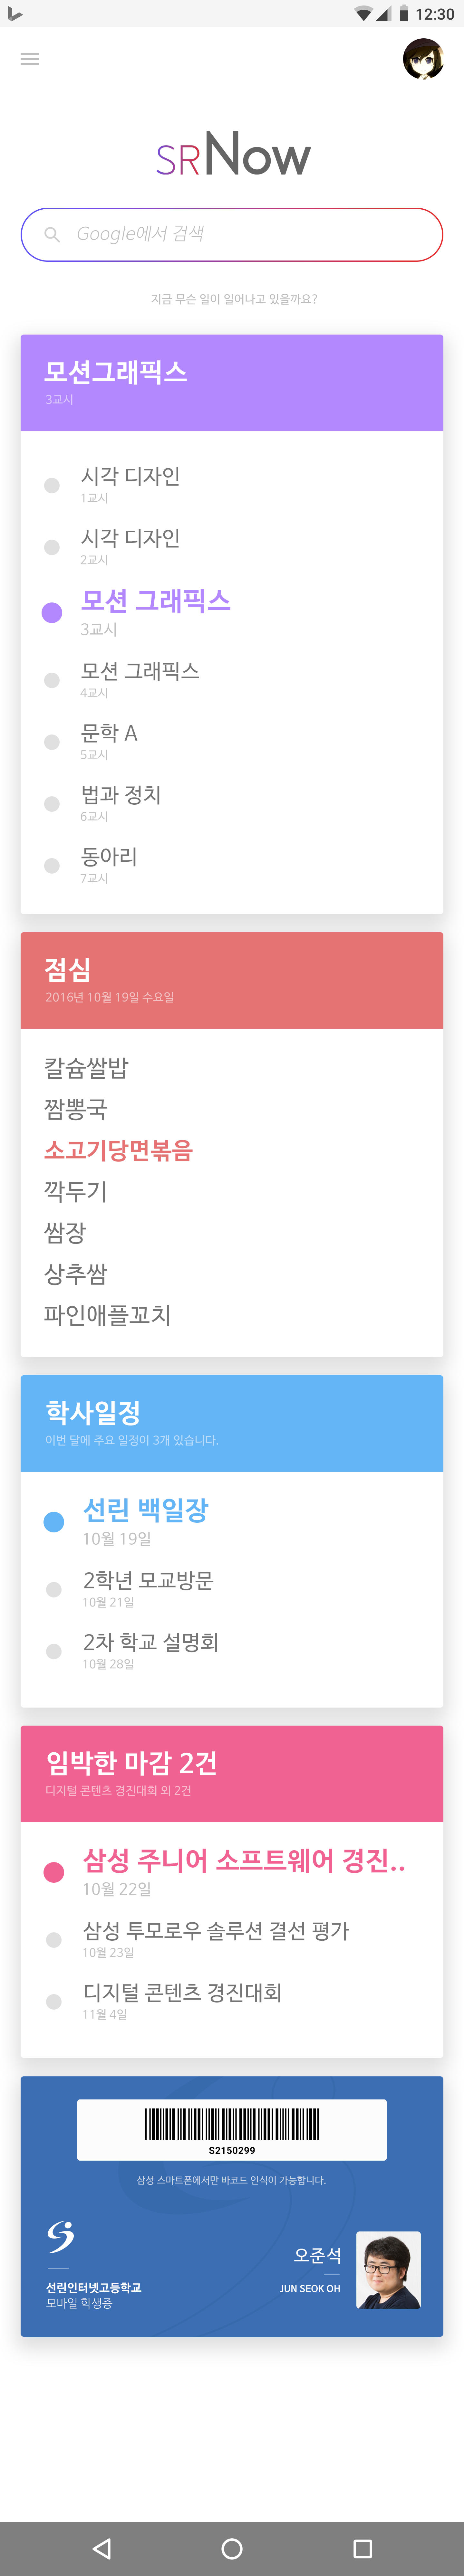 12:30
SRNow
Google에서 검색
지금 무슨 일이 일어나고 있을까요?
모션그래픽스
3교시
시각 디자인
1교시
시각 디자인
2교시
모션 그래픽스
3교시
모션 그래픽스
4교시
문학 A
5교시
법과 정치
6교시
동아리
7교시
점심
2016년 10월 19일 수요일
칼슘쌀밥
짬뽕국
소고기당면볶음
깍두기
쌈장
상추쌈
파인애플꼬치
학사일정
이번 달에 주요 일정이 3개 있습니다.
선린 백일장
10월 19일
2학년 모교방문
10월 21일
2차 학교 설명회
10월 28일
임박한 마감 2건
디지털 콘텐츠 경진대회 외 2건
삼성 주니어 소프트웨어 경진..
10월 22일
삼성 투모로우 솔루션 결선 평가
10월 23일
디지털 콘텐츠 경진대회
11월 4일
S2150299
삼성 스마트폰에서만 바코드 인식이 가능합니다.
선린인터넷고등학교
모바일 학생증
오준석
JUN SEOK OH